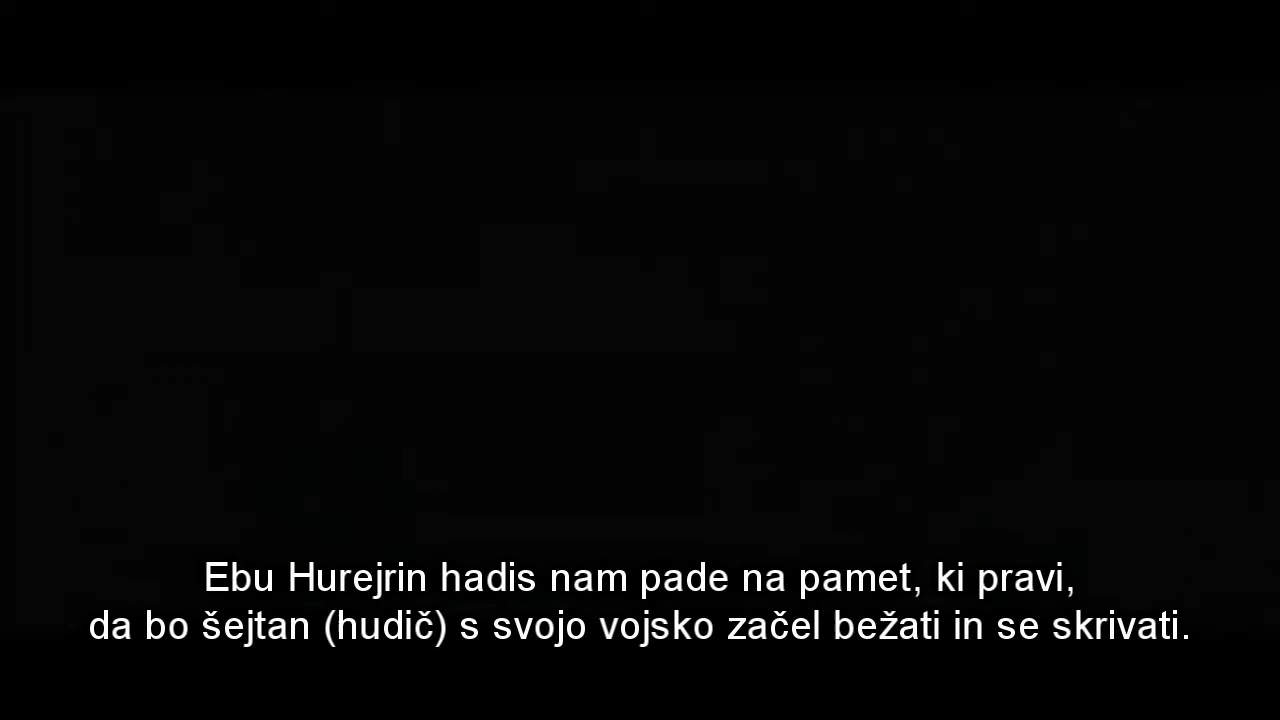 Ebu Hurejrin hadis nam pade na pamet, ki pravi,
da bo šejtan (hudič) s svojo vojsko začel bežati in se skrivati.